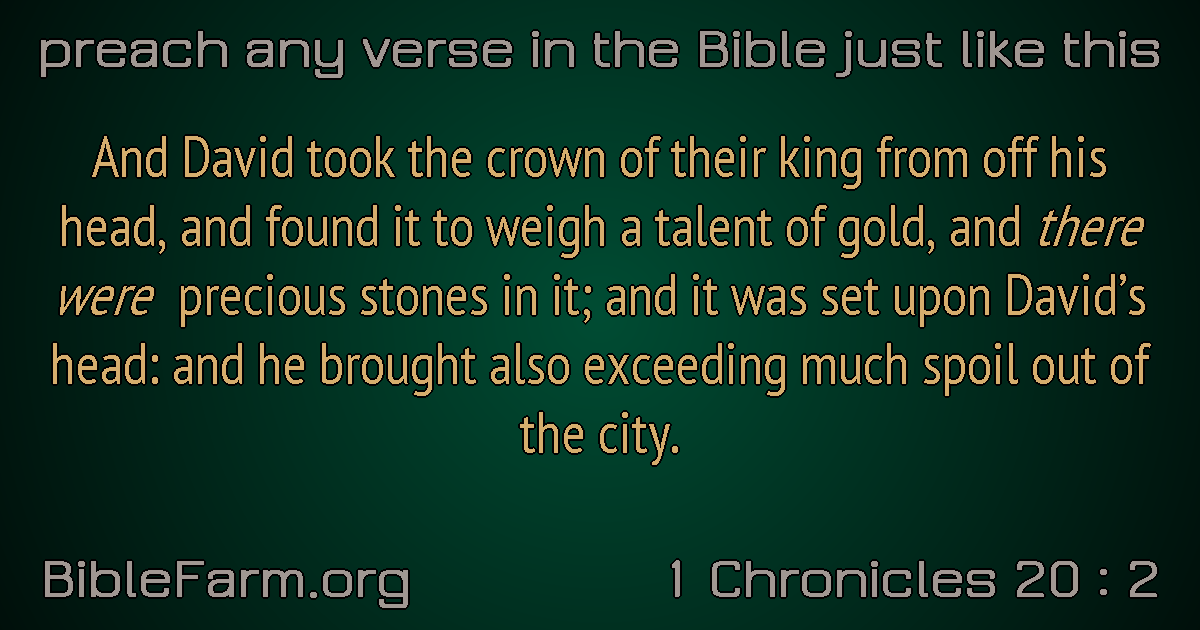 preach any verse in the Bible just like this
And David took the crown of their king from off his
head, and found it to weigh a talent of gold, and there
were precious stones in it; and it was set upon David’s
head: and he brought also exceeding much spoil out of
the city.
BibleFarm.org
1 Chronicles 20 : 2